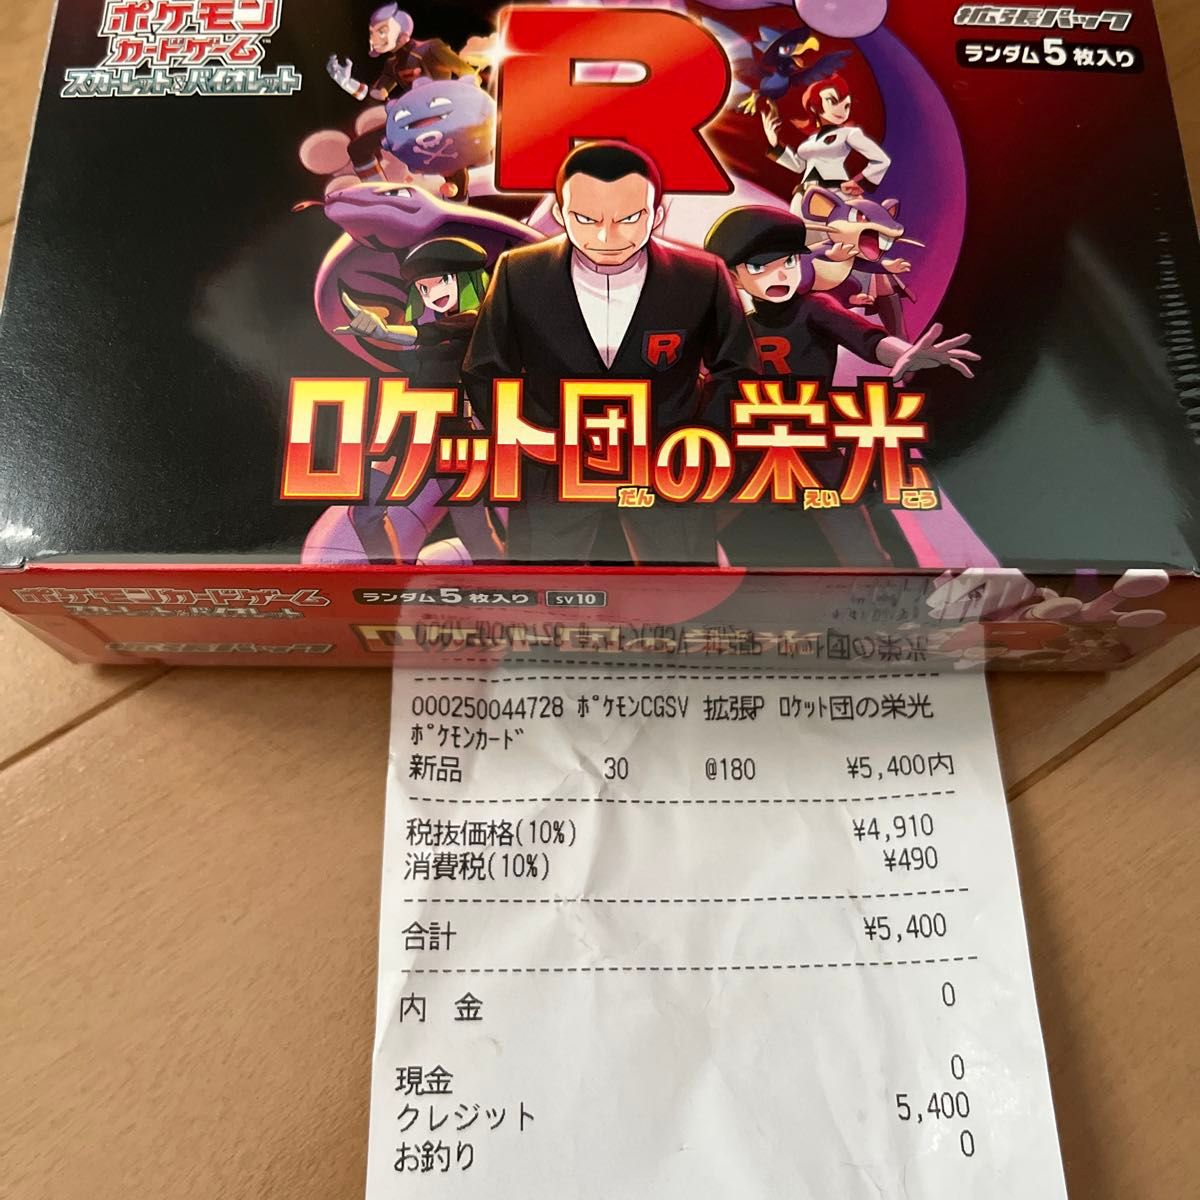 ポケモン
カードゲーム
スカーレット&バイオレット
拡張パック
ランダム5枚入り
R
R
R
ロケット団の栄光
だん えい こう
ポケモンカードゲーム
スカーレット&バイオレット
ランダム5枚入り sv10
拡張パック
000250044728 ﾎﾟｹﾓﾝCGSV 拡張P ﾛｹｯﾄ団の栄光
ﾎﾟｹﾓﾝｶｰﾄﾞ
新品 30 @180 ¥5,400内
税抜価格(10%) ¥4,910
消費税(10%) ¥490
合計 ¥5,400
内 金 0
現金 0
クレジット 5,400
お釣り 0